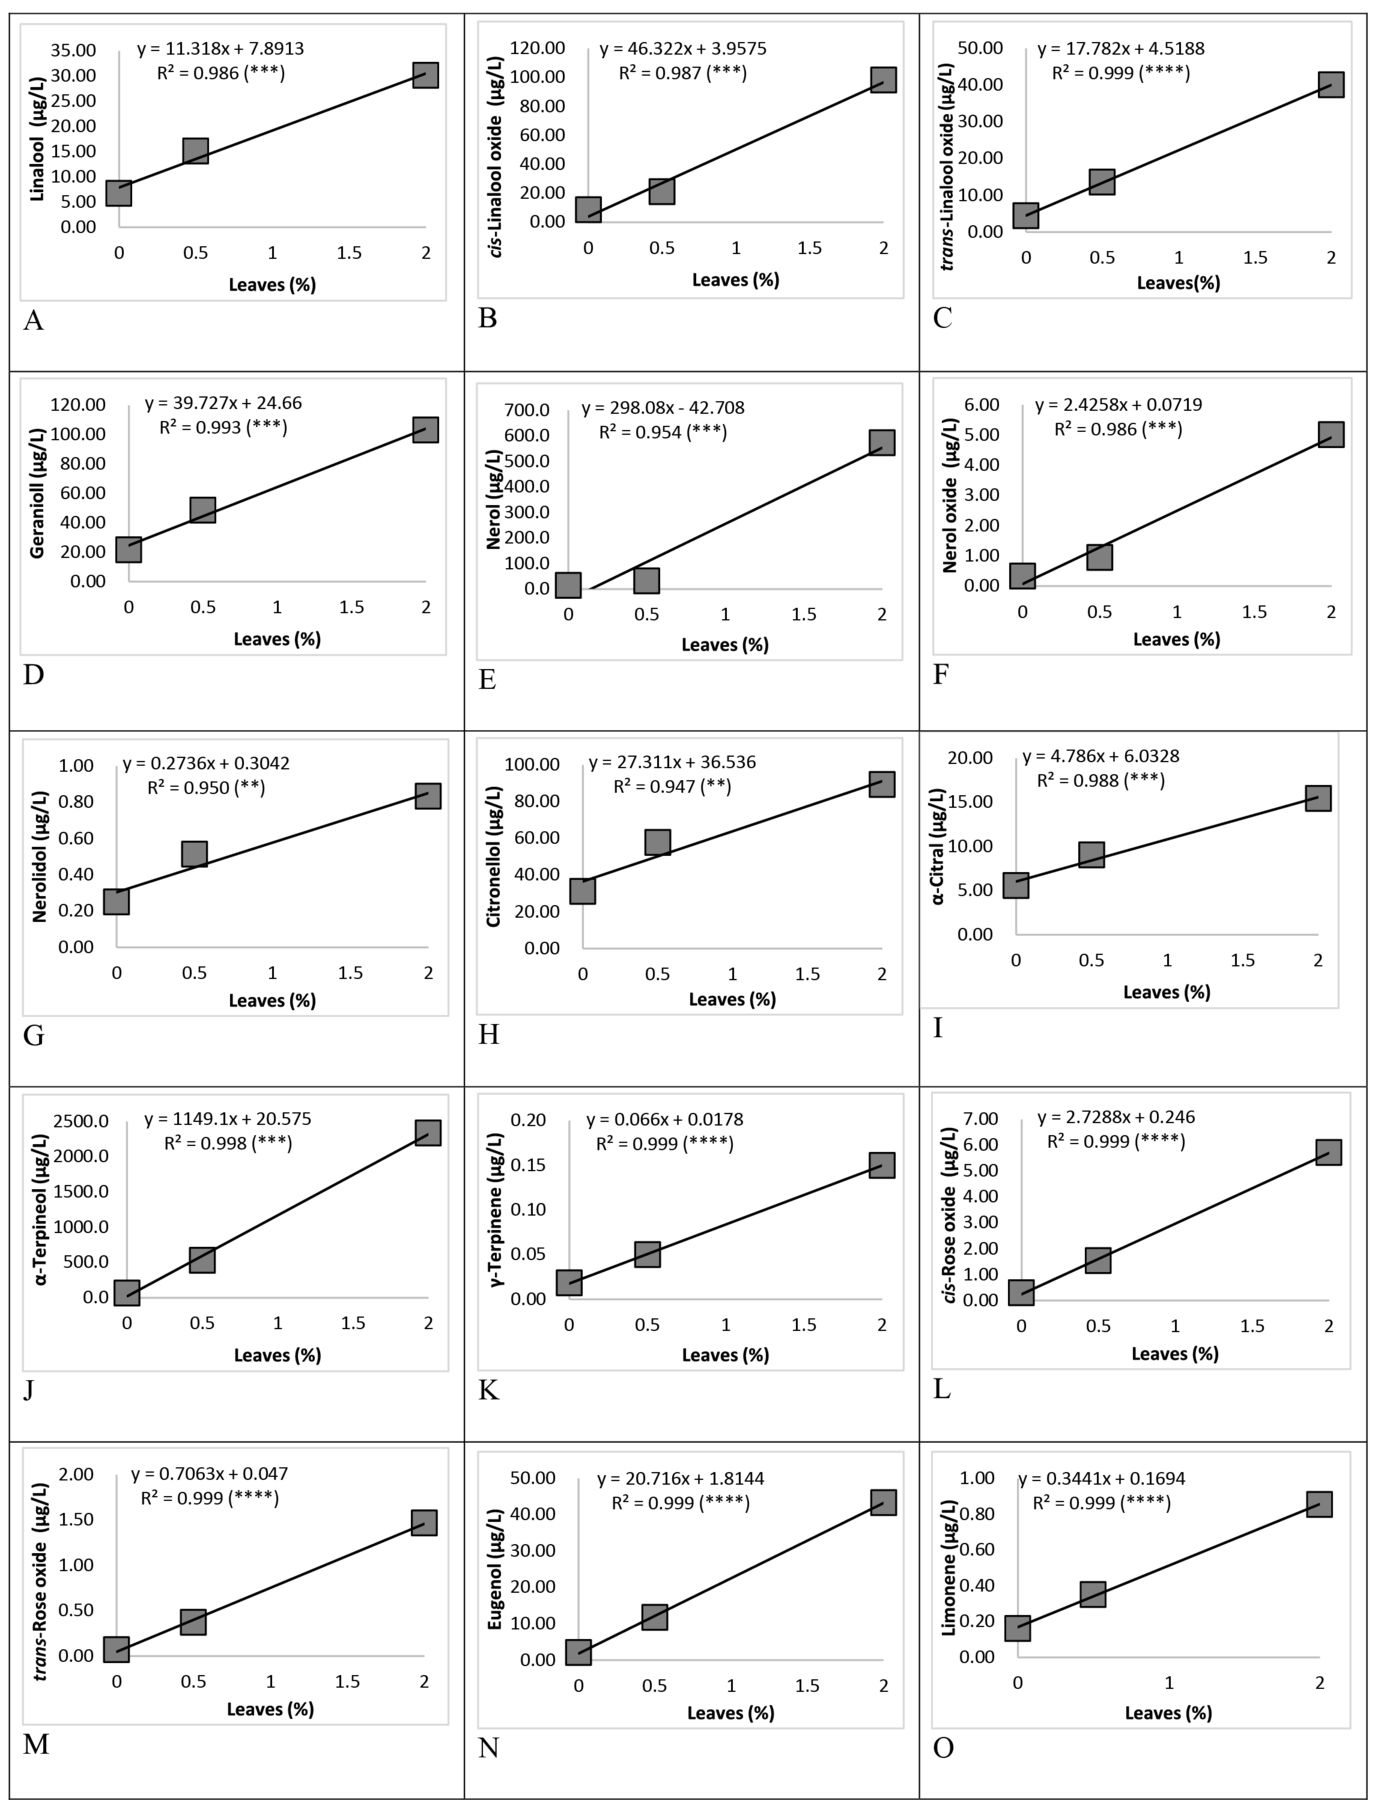 y = 11.318x + 7.8913
R² = 0.986 (***)
Linalool (µg/L)
35.00
30.00
25.00
20.00
15.00
10.00
5.00
0.00
0 0.5 1 1.5 2
Leaves (%)
A
y = 46.322x + 3.9575
R² = 0.987 (***)
cis-Linalool oxide (µg/L)
120.00
100.00
80.00
60.00
40.00
20.00
0.00
0 0.5 1 1.5 2
Leaves (%)
B
y = 17.782x + 4.5188
R² = 0.999 (****)
trans-Linalool oxide(µg/L)
50.00
40.00
30.00
20.00
10.00
0.00
0 0.5 1 1.5 2
Leaves(%)
C
y = 39.727x + 24.66
R² = 0.993 (***)
Geranioll (µg/L)
120.00
100.00
80.00
60.00
40.00
20.00
0.00
0 0.5 1 1.5 2
Leaves (%)
D
y = 298.08x - 42.708
R² = 0.954 (***)
Nerol (µg/L)
700.0
600.0
500.0
400.0
300.0
200.0
100.0
0.0
0 0.5 1 1.5 2
Leaves (%)
E
y = 2.4258x + 0.0719
R² = 0.986 (***)
Nerol oxide (µg/L)
6.00
5.00
4.00
3.00
2.00
1.00
0.00
0 0.5 1 1.5 2
Leaves (%)
F
y = 0.2736x + 0.3042
R² = 0.950 (**)
Nerolidol (µg/L)
1.00
0.80
0.60
0.40
0.20
0.00
0 0.5 1 1.5 2
Leaves (%)
G
y = 27.311x + 36.536
R² = 0.947 (**)
Citronellol (µg/L)
100.00
80.00
60.00
40.00
20.00
0.00
0 0.5 1 1.5 2
Leaves (%)
H
y = 4.786x + 6.0328
R² = 0.988 (***)
α-Citral (µg/L)
20.00
15.00
10.00
5.00
0.00
0 0.5 1 1.5 2
Leaves (%)
I
y = 1149.1x + 20.575
R² = 0.998 (***)
α-Terpineol (µg/L)
2500.0
2000.0
1500.0
1000.0
500.0
0.0
0 0.5 1 1.5 2
Leaves (%)
J
y = 0.066x + 0.0178
R² = 0.999 (****)
γ-Terpinene (µg/L)
0.20
0.15
0.10
0.05
0.00
0 0.5 1 1.5 2
Leaves (%)
K
y = 2.7288x + 0.246
R² = 0.999 (****)
cis-Rose oxide (µg/L)
7.00
6.00
5.00
4.00
3.00
2.00
1.00
0.00
0 0.5 1 1.5 2
Leaves (%)
L
y = 0.7063x + 0.047
R² = 0.999 (****)
trans-Rose oxide (µg/L)
2.00
1.50
1.00
0.50
0.00
0 0.5 1 1.5 2
Leaves (%)
M
y = 20.716x + 1.8144
R² = 0.999 (****)
Eugenol (µg/L)
50.00
40.00
30.00
20.00
10.00
0.00
0 0.5 1 1.5 2
Leaves (%)
N
y = 0.3441x + 0.1694
R² = 0.999 (****)
Limonene (µg/L)
1.00
0.80
0.60
0.40
0.20
0.00
0 1 2
Leaves (%)
O